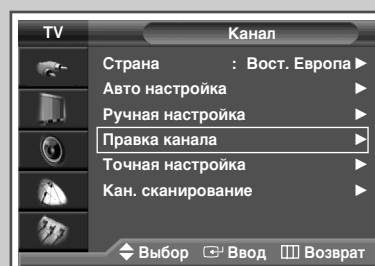 TV
Канал
Страна : Вост. Европа
Авто настройка
Ручная настройка
Правка канала
Точная настройка
Кан. сканирование
Выбор Ввод Возврат